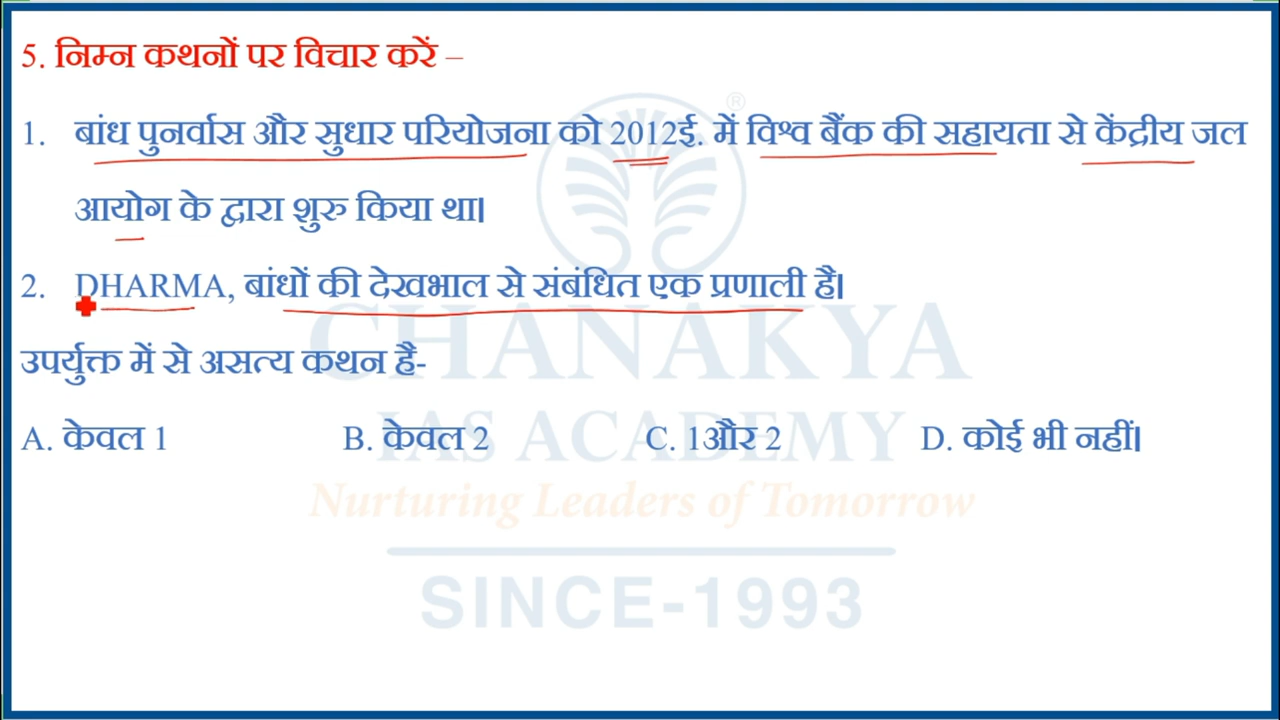 5. निम्न कथनों पर विचार करें –
1. बांध पुनर्वास और सुधार परियोजना को 2012ई. में विश्व बैंक की सहायता से केंद्रीय जल
आयोग के द्वारा शुरु किया था।
2. DHARMA, बांधों की देखभाल से संबंधित एक प्रणाली है।
उपर्युक्त में से असत्य कथन है-
A. केवल 1 B. केवल 2 C. 1और 2 D. कोई भी नहीं।
®
CHANAKYA
IAS ACADEMY
Nurturing Leaders of Tomorrow
SINCE-1993